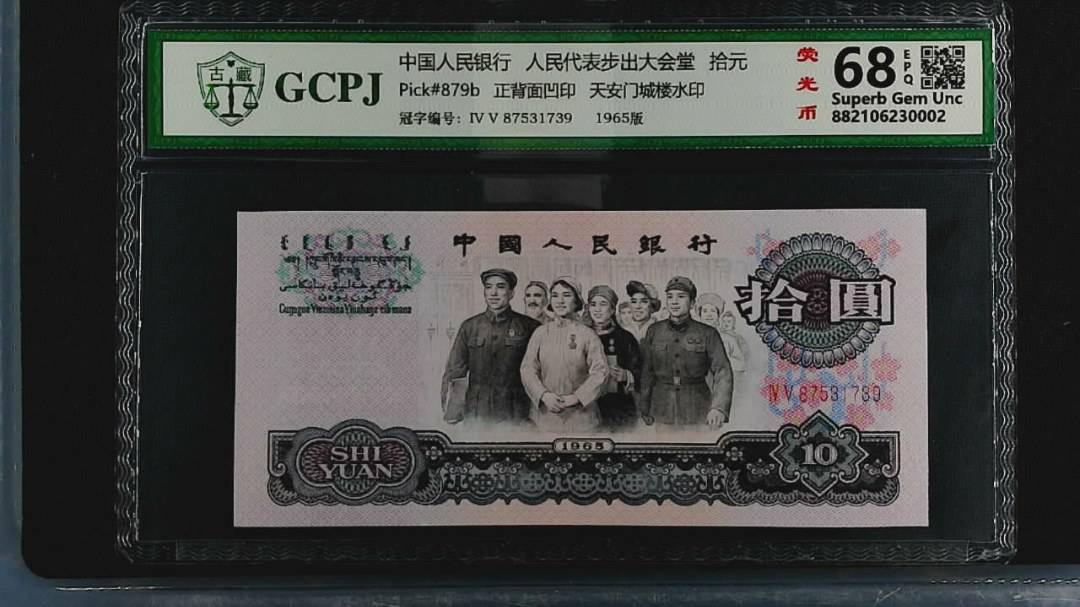 古藏
GCPJ
中国人民银行 人民代表步出大会堂 拾元
Pick#879b 正背面凹印 天安门城楼水印
冠字编号: IV V 87531739 1965版
荧光币
68
EPQ
Superb Gem Unc
882106230002
中國人民銀行
拾圓
IV V 87531739
1965
SHI
YUAN
10